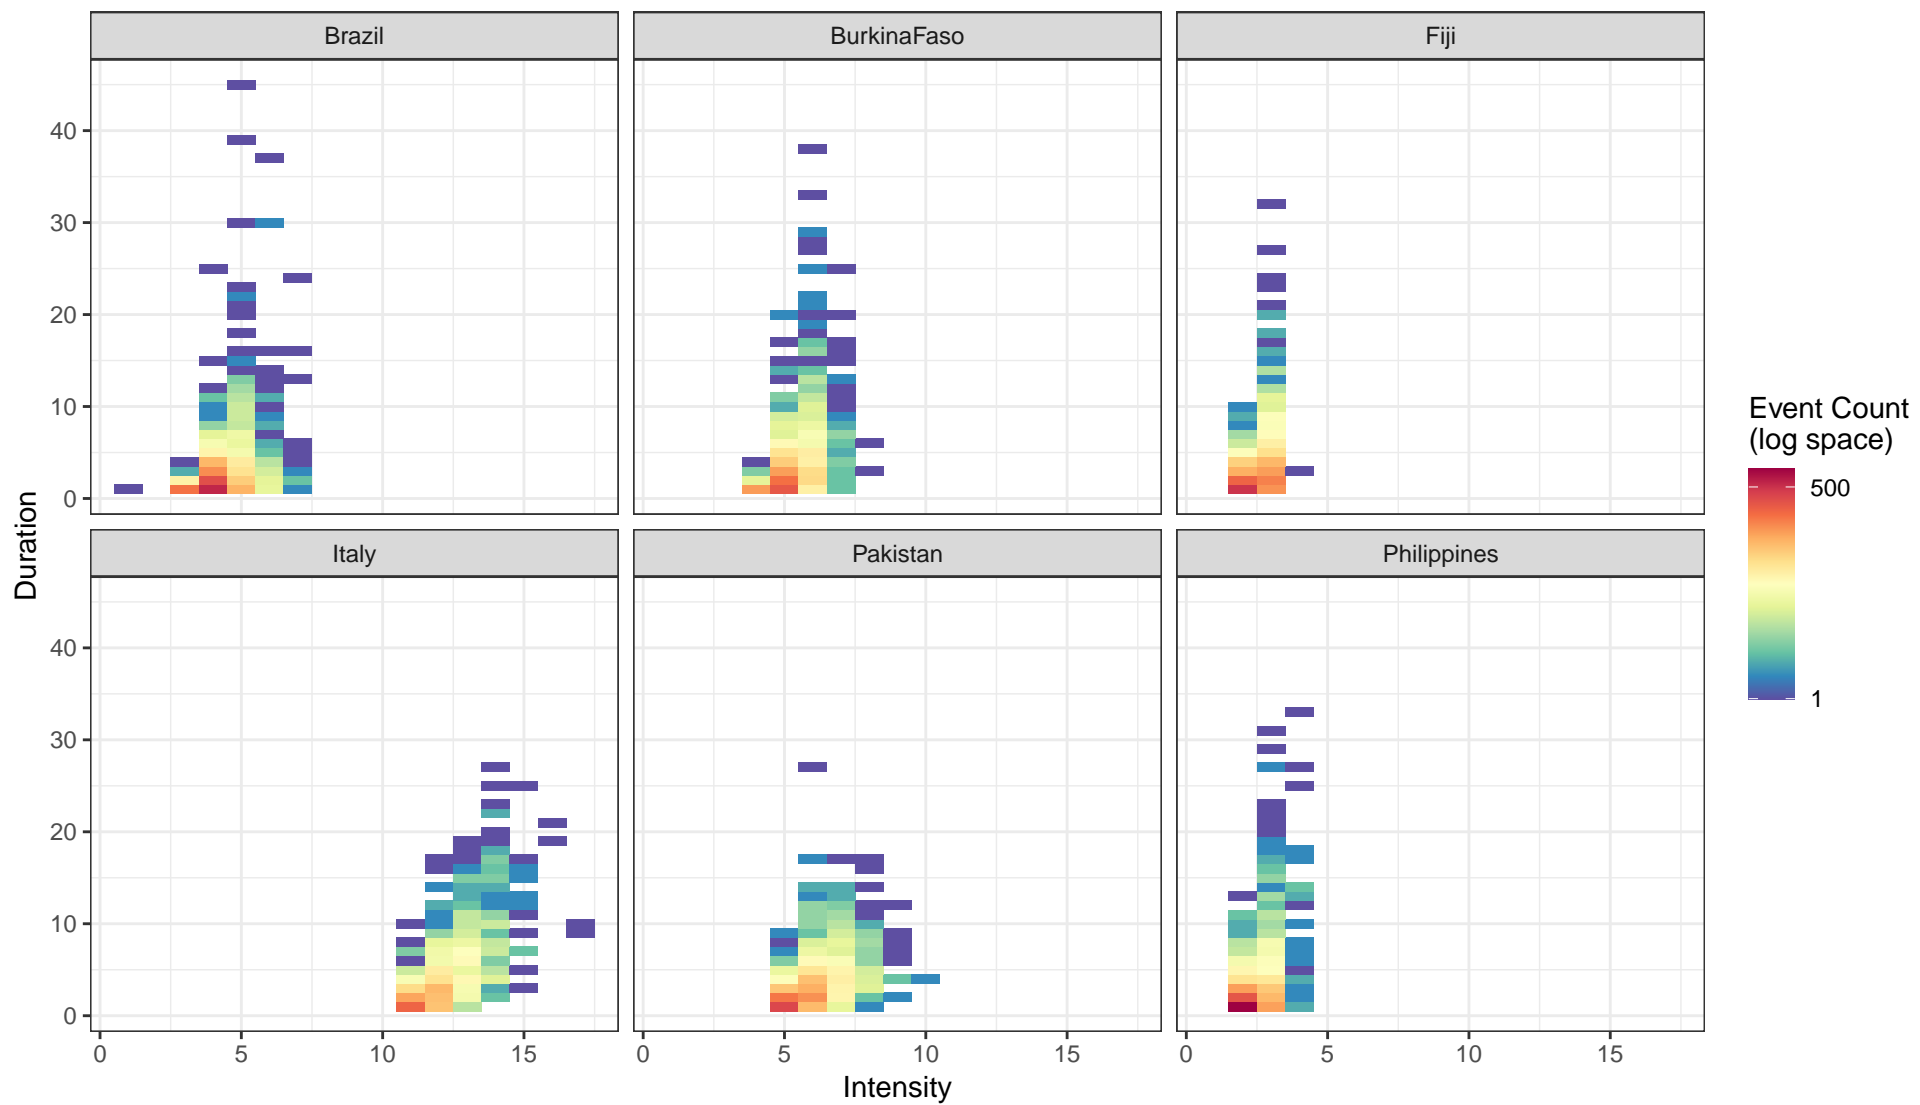 Brazil
BurkinaFaso
Fiji
40
30
20
10
0
Italy
Pakistan
Philippines
40
30
20
10
0
0 5 10 15
0 5 10 15
0 5 10 15
Duration
Intensity
Event Count
(log space)
500
1